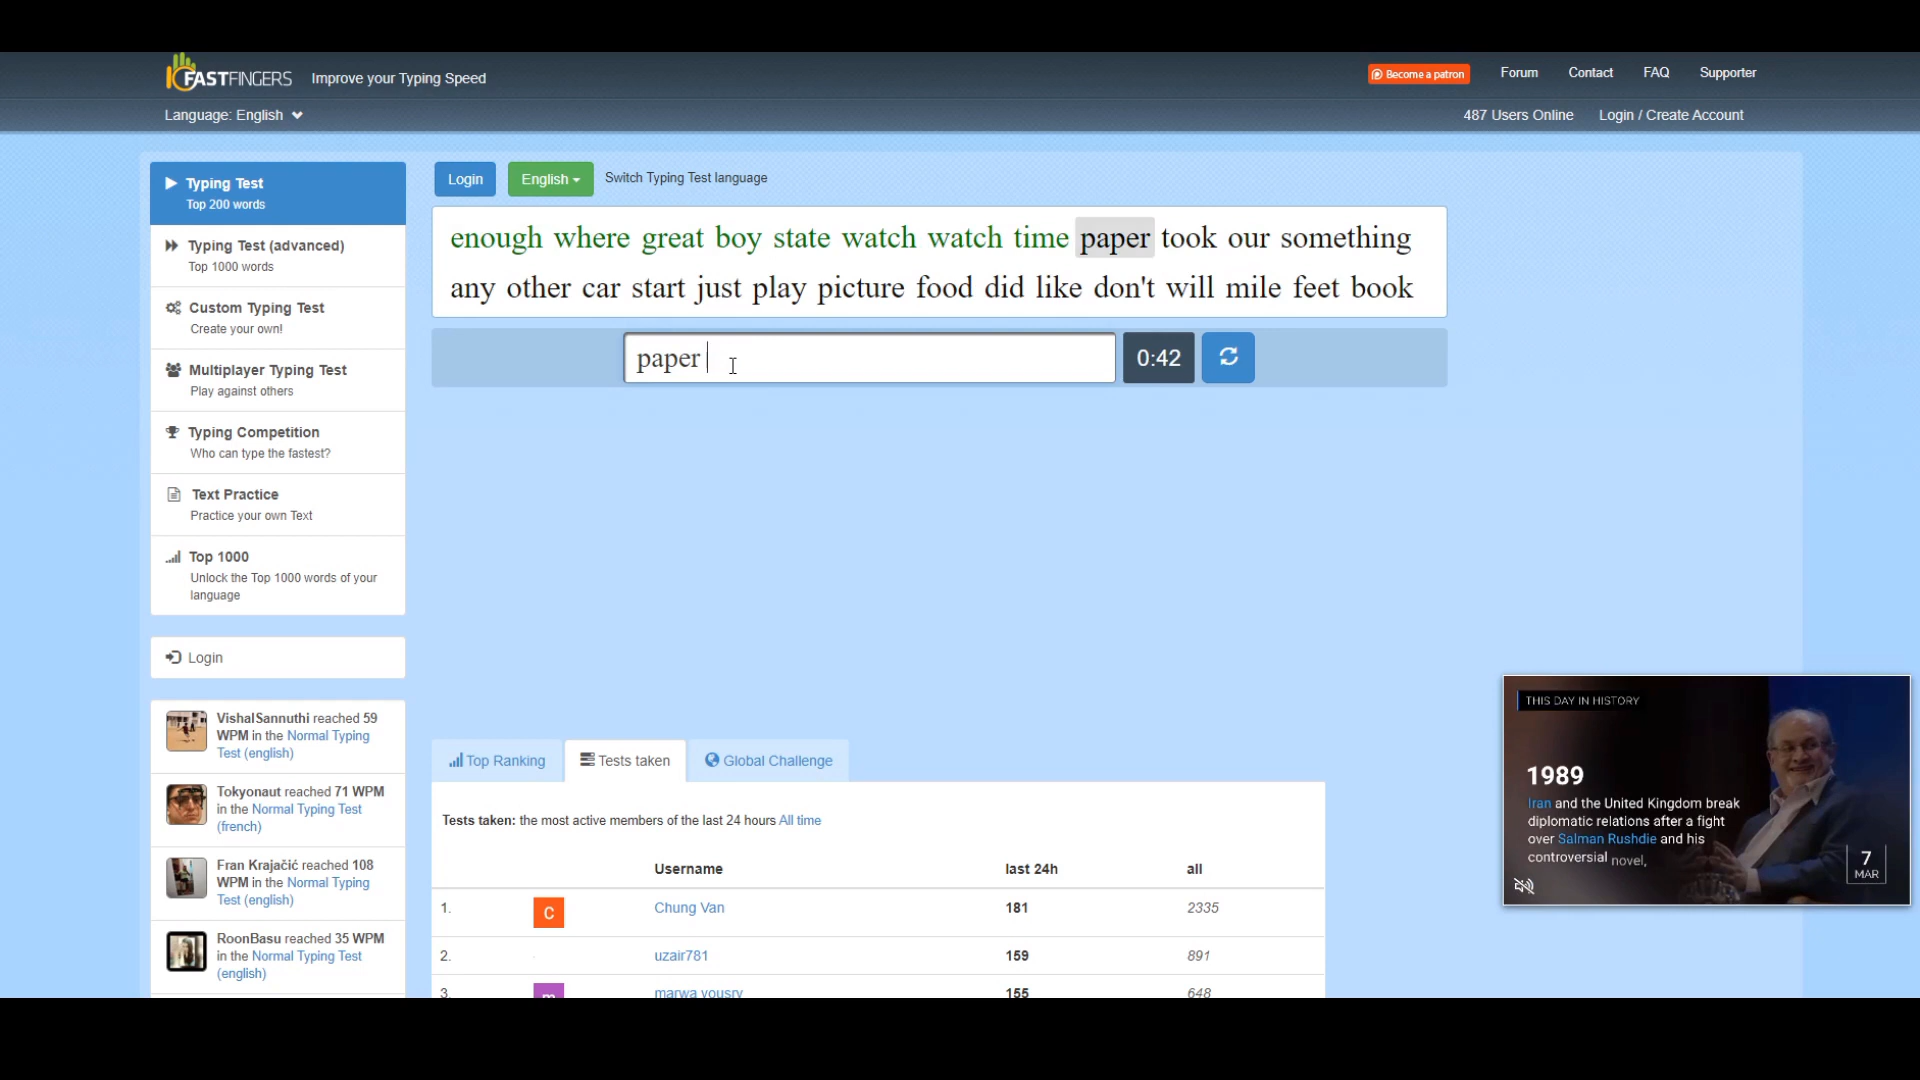 FASTFINGERS Improve your Typing Speed
Become a patron Forum Contact FAQ Supporter
Language: English
487 Users Online Login / Create Account
Typing Test
Top 200 words
Typing Test (advanced)
Top 1000 words
Custom Typing Test
Create your own!
Multiplayer Typing Test
Play against others
Typing Competition
Who can type the fastest?
Text Practice
Practice your own Text
Top 1000
Unlock the Top 1000 words of your
language
Login
VishalSannuthi reached 59
WPM in the Normal Typing
Test (english)
Tokyonaut reached 71 WPM
in the Normal Typing Test
(french)
Fran Krajačić reached 108
WPM in the Normal Typing
Test (english)
RoonBasu reached 35 WPM
in the Normal Typing Test
(english)
Login English Switch Typing Test language
enough where great boy state watch watch time paper took our something
any other car start just play picture food did like don't will mile feet book
paper 0:42
Top Ranking Tests taken Global Challenge
Tests taken: the most active members of the last 24 hours All time
Username last 24h all
1. C Chung Van 181 2335
2. uzair781 159 891
3. m marwa yousry 155 648
THIS DAY IN HISTORY
1989
Iran and the United Kingdom break
diplomatic relations after a fight
over Salman Rushdie and his
controversial novel,
7
MAR